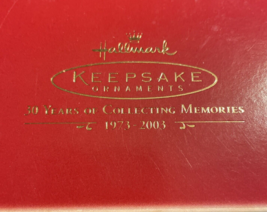 Hallmark
KEEPSAKE
ORNAMENTS
30 YEARS OF COLLECTING MEMORIES
1973-2003